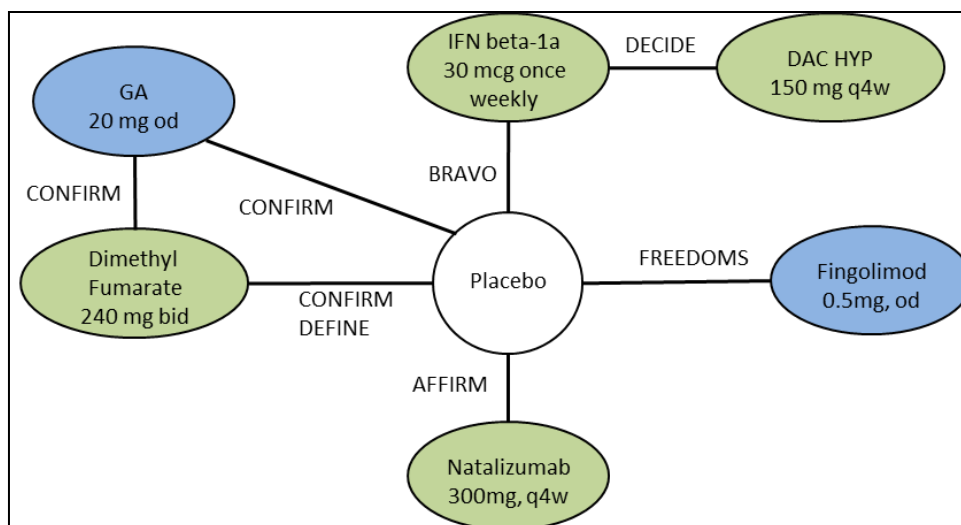 IFN beta-1a
30 mcg once
weekly
DECIDE
DAC HYP
150 mg q4w
GA
20 mg od
BRAVO
CONFIRM
CONFIRM
Dimethyl
Fumarate
240 mg bid
CONFIRM
DEFINE
Placebo
FREEDOMS
Fingolimod
0.5mg, od
AFFIRM
Natalizumab
300mg, q4w